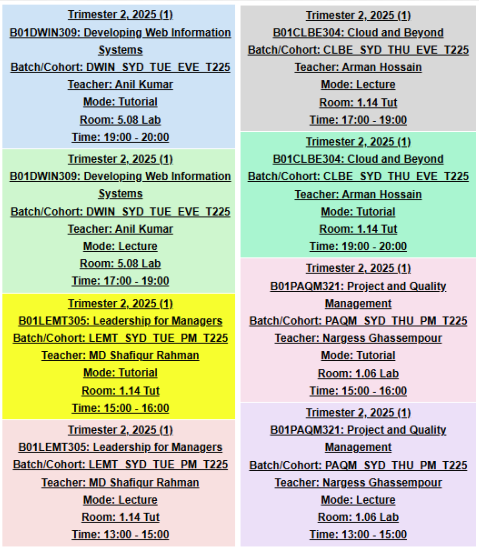 Trimester 2, 2025 (1)
B01DWIN309: Developing Web Information
Systems
Batch/Cohort: DWIN_SYD_TUE_EVE_T225
Teacher: Anil Kumar
Mode: Tutorial
Room: 5.08 Lab
Time: 19:00 - 20:00
Trimester 2, 2025 (1)
B01DWIN309: Developing Web Information
Systems
Batch/Cohort: DWIN_SYD_TUE_EVE_T225
Teacher: Anil Kumar
Mode: Lecture
Room: 5.08 Lab
Time: 17:00 - 19:00
Trimester 2, 2025 (1)
B01LEMT305: Leadership for Managers
Batch/Cohort: LEMT_SYD_TUE_PM_T225
Teacher: MD Shafiqur Rahman
Mode: Tutorial
Room: 1.14 Tut
Time: 15:00 - 16:00
Trimester 2, 2025 (1)
B01LEMT305: Leadership for Managers
Batch/Cohort: LEMT_SYD_TUE_PM_T225
Teacher: MD Shafiqur Rahman
Mode: Lecture
Room: 1.14 Tut
Time: 13:00 - 15:00
Trimester 2, 2025 (1)
B01CLBE304: Cloud and Beyond
Batch/Cohort: CLBE_SYD_THU_EVE_T225
Teacher: Arman Hossain
Mode: Lecture
Room: 1.14 Tut
Time: 17:00 - 19:00
Trimester 2, 2025 (1)
B01CLBE304: Cloud and Beyond
Batch/Cohort: CLBE_SYD_THU_EVE_T225
Teacher: Arman Hossain
Mode: Tutorial
Room: 1.14 Tut
Time: 19:00 - 20:00
Trimester 2, 2025 (1)
B01PAQM321: Project and Quality
Management
Batch/Cohort: PAQM_SYD_THU_PM_T225
Teacher: Nargess Ghassempour
Mode: Tutorial
Room: 1.06 Lab
Time: 15:00 - 16:00
Trimester 2, 2025 (1)
B01PAQM321: Project and Quality
Management
Batch/Cohort: PAQM_SYD_THU_PM_T225
Teacher: Nargess Ghassempour
Mode: Lecture
Room: 1.06 Lab
Time: 13:00 - 15:00